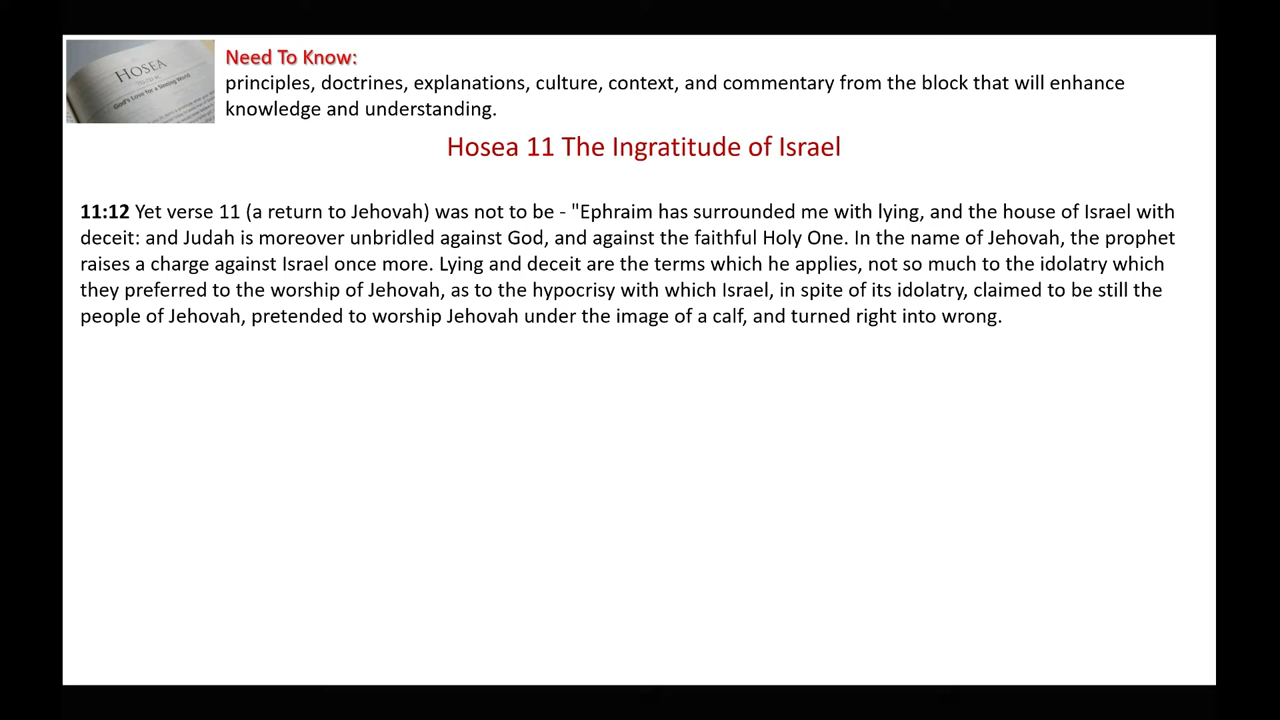 HOSEA
God's Love for a Sinning World
Need To Know:
principles, doctrines, explanations, culture, context, and commentary from the block that will enhance
knowledge and understanding.
Hosea 11 The Ingratitude of Israel
11:12 Yet verse 11 (a return to Jehovah) was not to be - "Ephraim has surrounded me with lying, and the house of Israel with
deceit: and Judah is moreover unbridled against God, and against the faithful Holy One. In the name of Jehovah, the prophet
raises a charge against Israel once more. Lying and deceit are the terms which he applies, not so much to the idolatry which
they preferred to the worship of Jehovah, as to the hypocrisy with which Israel, in spite of its idolatry, claimed to be still the
people of Jehovah, pretended to worship Jehovah under the image of a calf, and turned right into wrong.